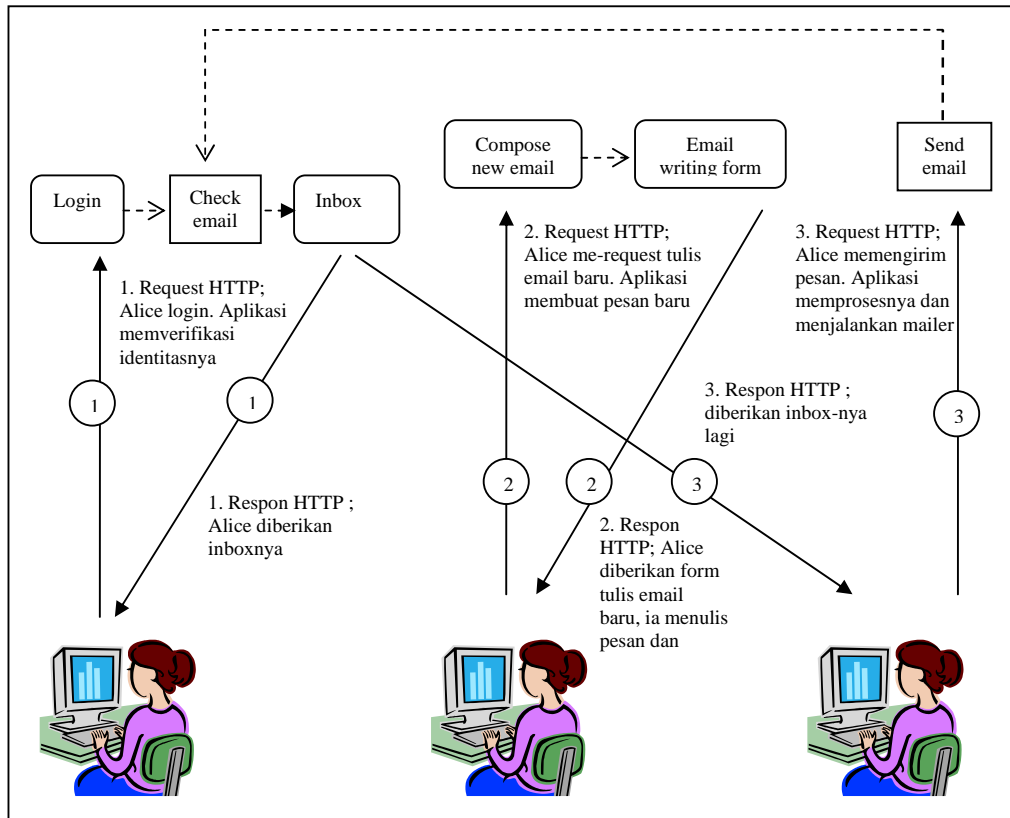 Compose
new email
Email
writing form
Send
email
Login
Check
email
Inbox
1. Request HTTP;
Alice login. Aplikasi
memverifikasi
identitasnya
2. Request HTTP;
Alice me-request tulis
email baru. Aplikasi
membuat pesan baru
3. Request HTTP;
Alice memengirim
pesan. Aplikasi
memprosesnya dan
menjalankan mailer
1
1
3. Respon HTTP ;
diberikan inbox-nya
lagi
3
2
2
3
1. Respon HTTP ;
Alice diberikan
inboxnya
2. Respon
HTTP; Alice
diberikan form
tulis email
baru, ia menulis
pesan dan